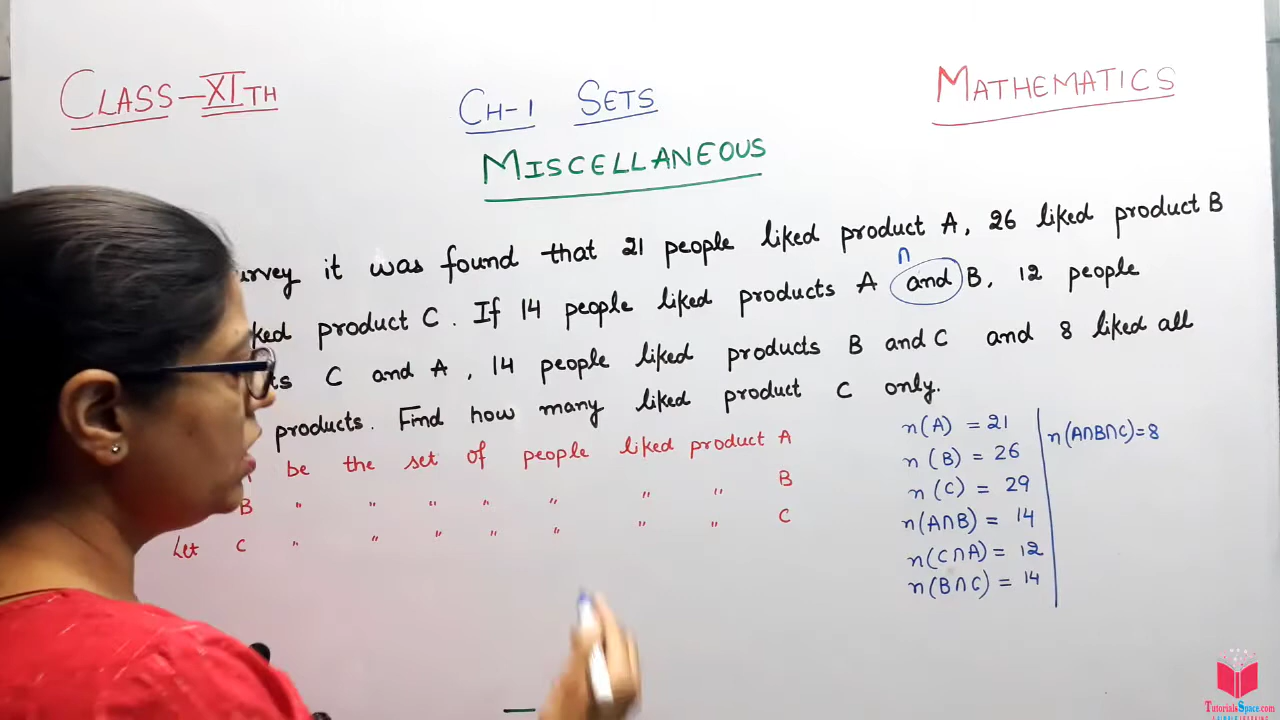 CLASS-XITH
CH-1 SETS
MATHEMATICS
MISCELLANEOUS
it was found that 21 people liked product A, 26 liked product B
∩
product C. If 14 people liked products A and B, 12 people
C and A, 14 people liked products B and C and 8 liked all
products. Find how many liked product C only.
be the set of people liked product A
B " " " " " " " B
Let C " " " " " " " C
n(A) = 21
n(B) = 26
n(C) = 29
n(A∩B) = 14
n(C∩A) = 12
n(B∩C) = 14
n(A∩B∩C)=8
TutorialsSpace.com